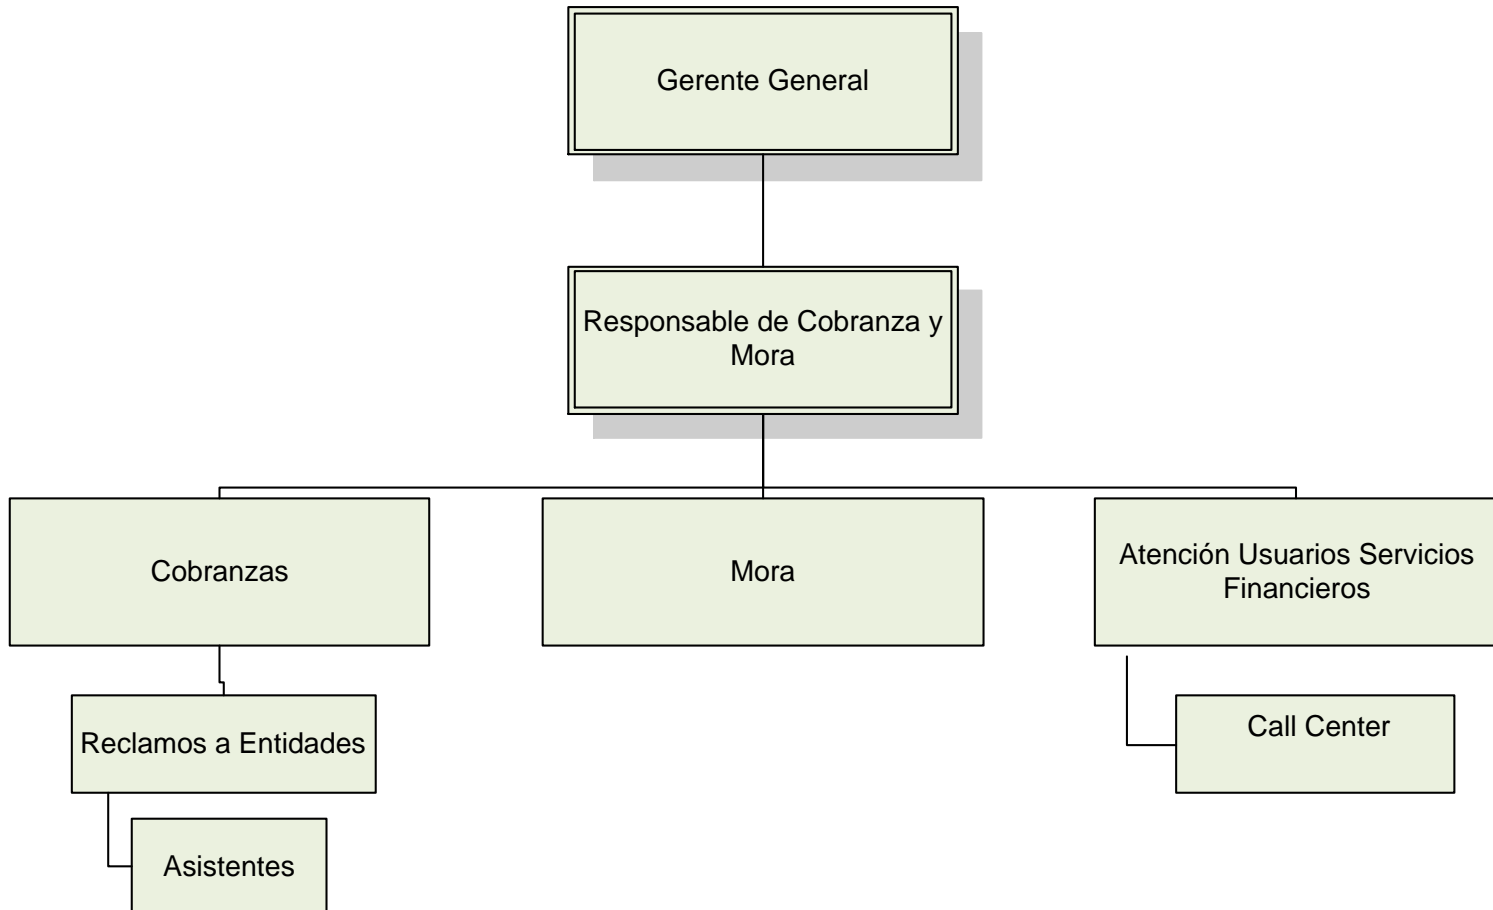 Gerente General
Responsable de Cobranza y
Mora
Cobranzas
Mora
Atención Usuarios Servicios
Financieros
Reclamos a Entidades
Call Center
Asistentes